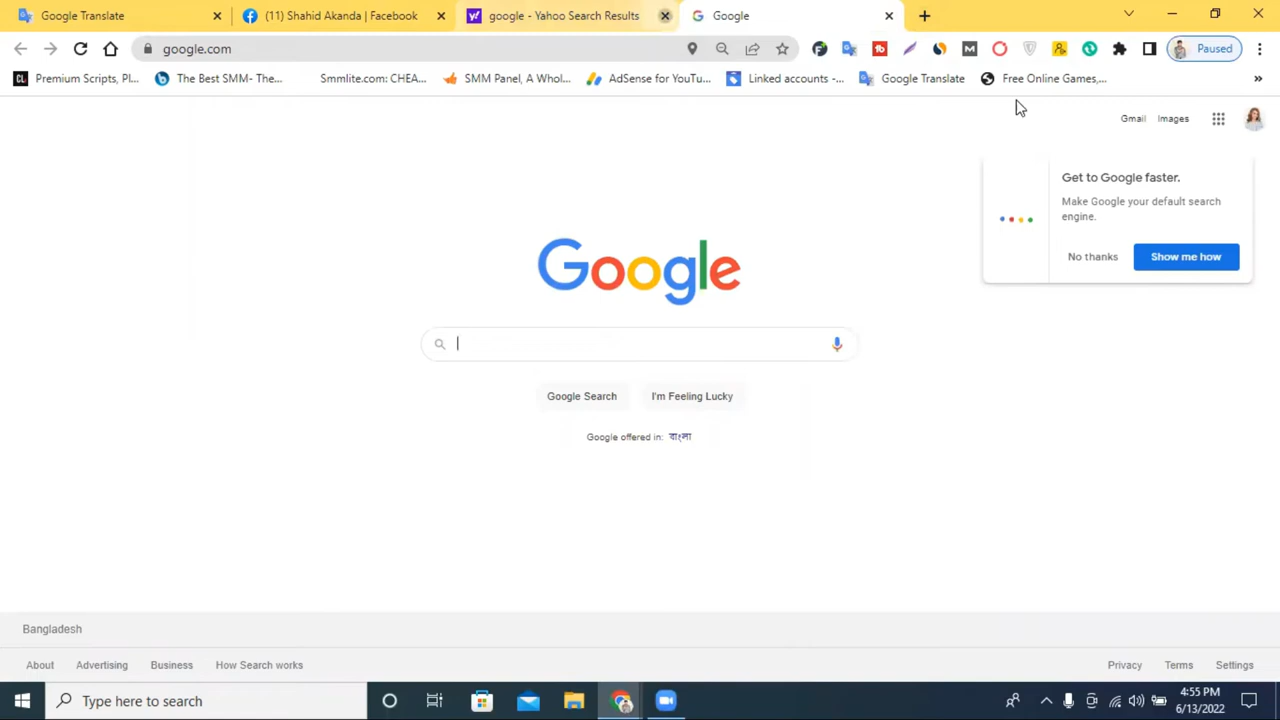 Google Translate
(11) Shahid Akanda | Facebook
google - Yahoo Search Results
Google
google.com
Paused
Premium Scripts, Pl...
The Best SMM- The...
Smmlite.com: CHEA...
SMM Panel, A Whol...
AdSense for YouTu...
Linked accounts -...
Google Translate
Free Online Games,...
Gmail
Images
Get to Google faster.
Make Google your default search
engine.
No thanks
Show me how
Google
Google Search
I'm Feeling Lucky
Google offered in: বাংলা
Bangladesh
About
Advertising
Business
How Search works
Privacy
Terms
Settings
Type here to search
4:55 PM
6/13/2022